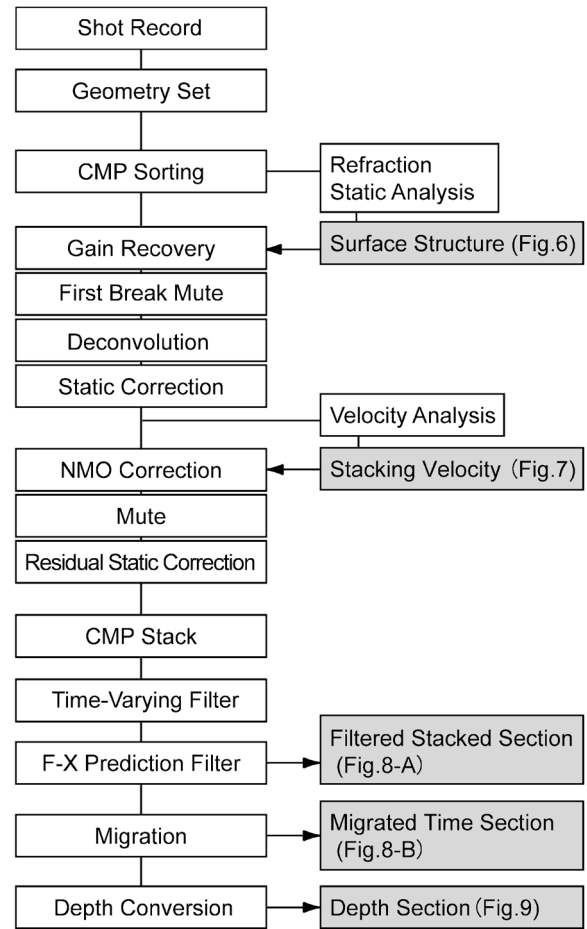 Shot Record
Geometry Set
CMP Sorting
Refraction
Static Analysis
Gain Recovery
Surface Structure (Fig.6)
First Break Mute
Deconvolution
Static Correction
Velocity Analysis
NMO Correction
Stacking Velocity (Fig.7)
Mute
Residual Static Correction
CMP Stack
Time-Varying Filter
F-X Prediction Filter
Filtered Stacked Section
(Fig.8-A)
Migration
Migrated Time Section
(Fig.8-B)
Depth Conversion
Depth Section (Fig.9)